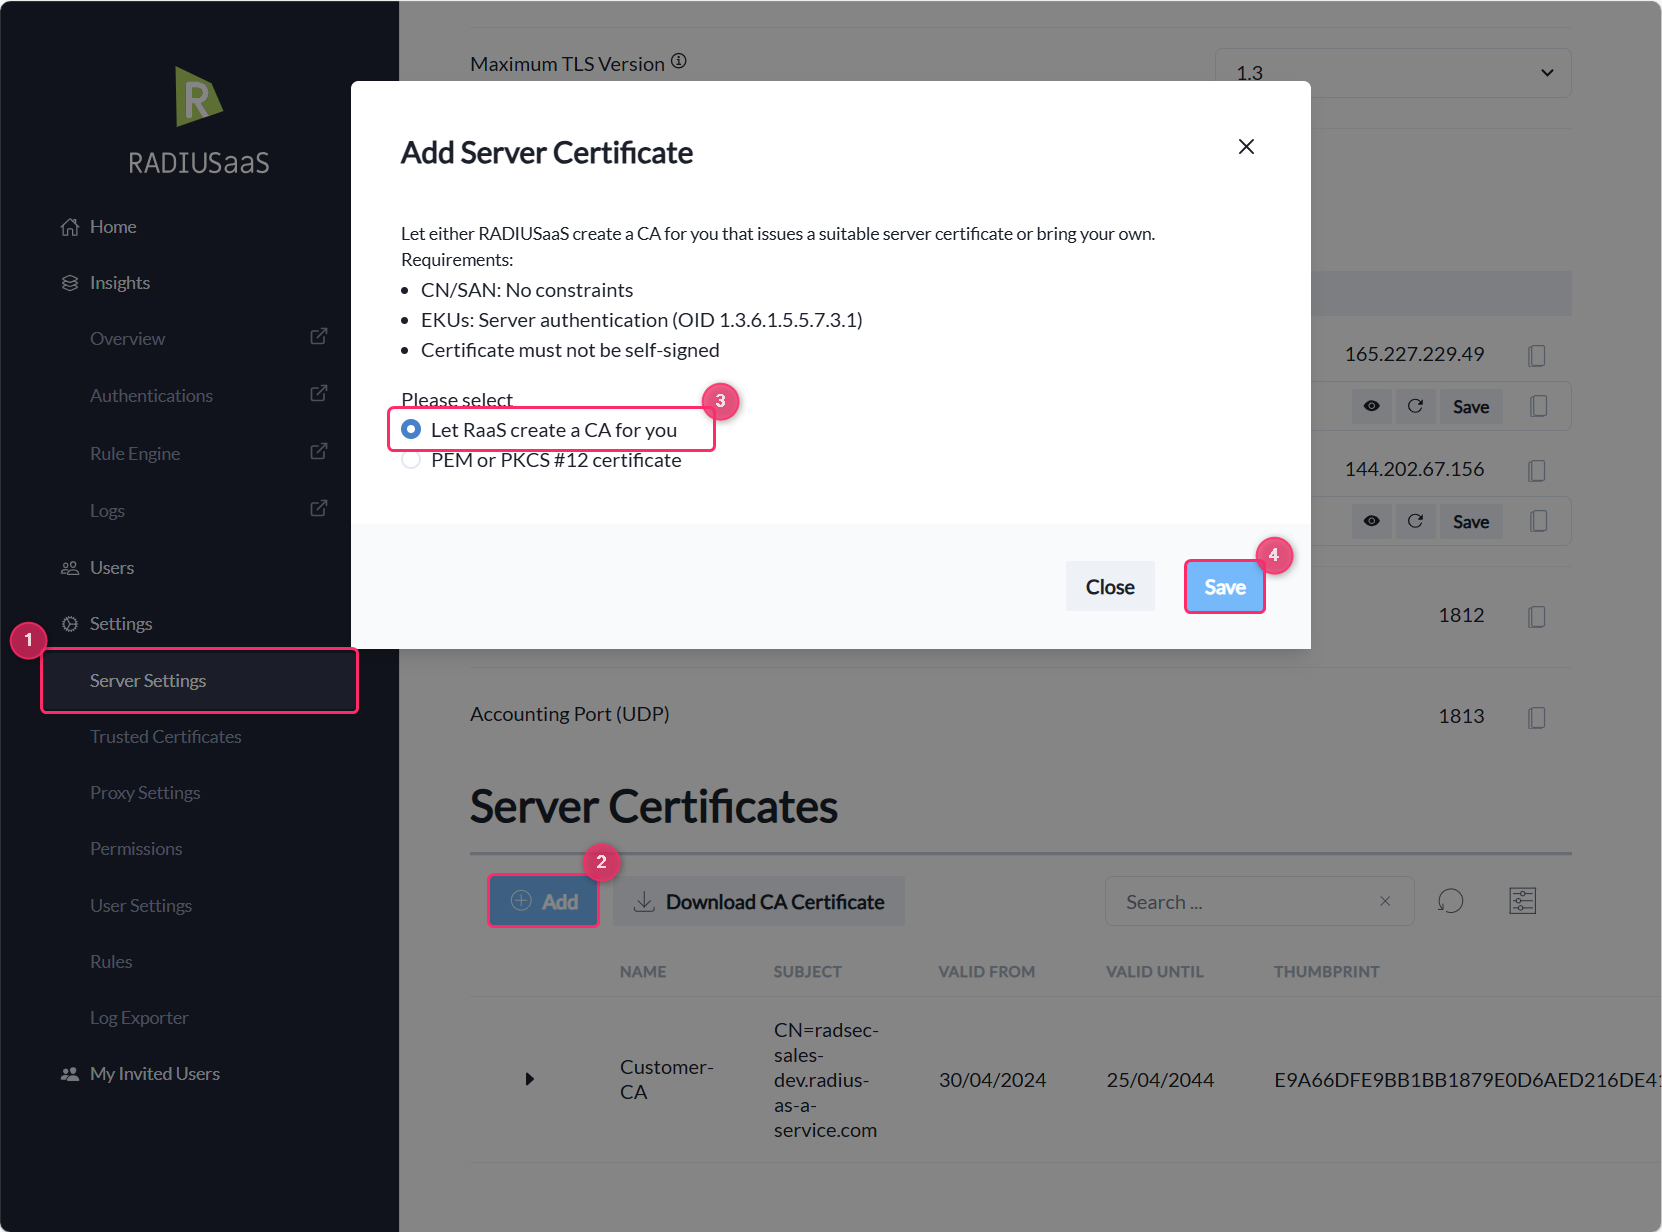 RADIUSaaS
Home
Insights
Overview
Authentications
Rule Engine
Logs
Users
Settings
1
Server Settings
Trusted Certificates
Proxy Settings
Permissions
User Settings
Rules
Log Exporter
My Invited Users
Maximum TLS Version
1.3
Add Server Certificate
Let either RADIUSaaS create a CA for you that issues a suitable server certificate or bring your own.
Requirements:
• CN/SAN: No constraints
• EKUs: Server authentication (OID 1.3.6.1.5.5.7.3.1)
• Certificate must not be self-signed
Please select
3
Let RaaS create a CA for you
PEM or PKCS #12 certificate
4
Close
Save
165.227.229.49
Save
144.202.67.156
Save
1812
Accounting Port (UDP)
1813
Server Certificates
2
Add
Download CA Certificate
Search ...
NAME SUBJECT VALID FROM VALID UNTIL THUMBPRINT
Customer-
CA
CN=radsec-
sales-
dev.radius-
as-a-
service.com
30/04/2024
25/04/2044
E9A66DFE9BB1BB1879E0D6AED216DE41